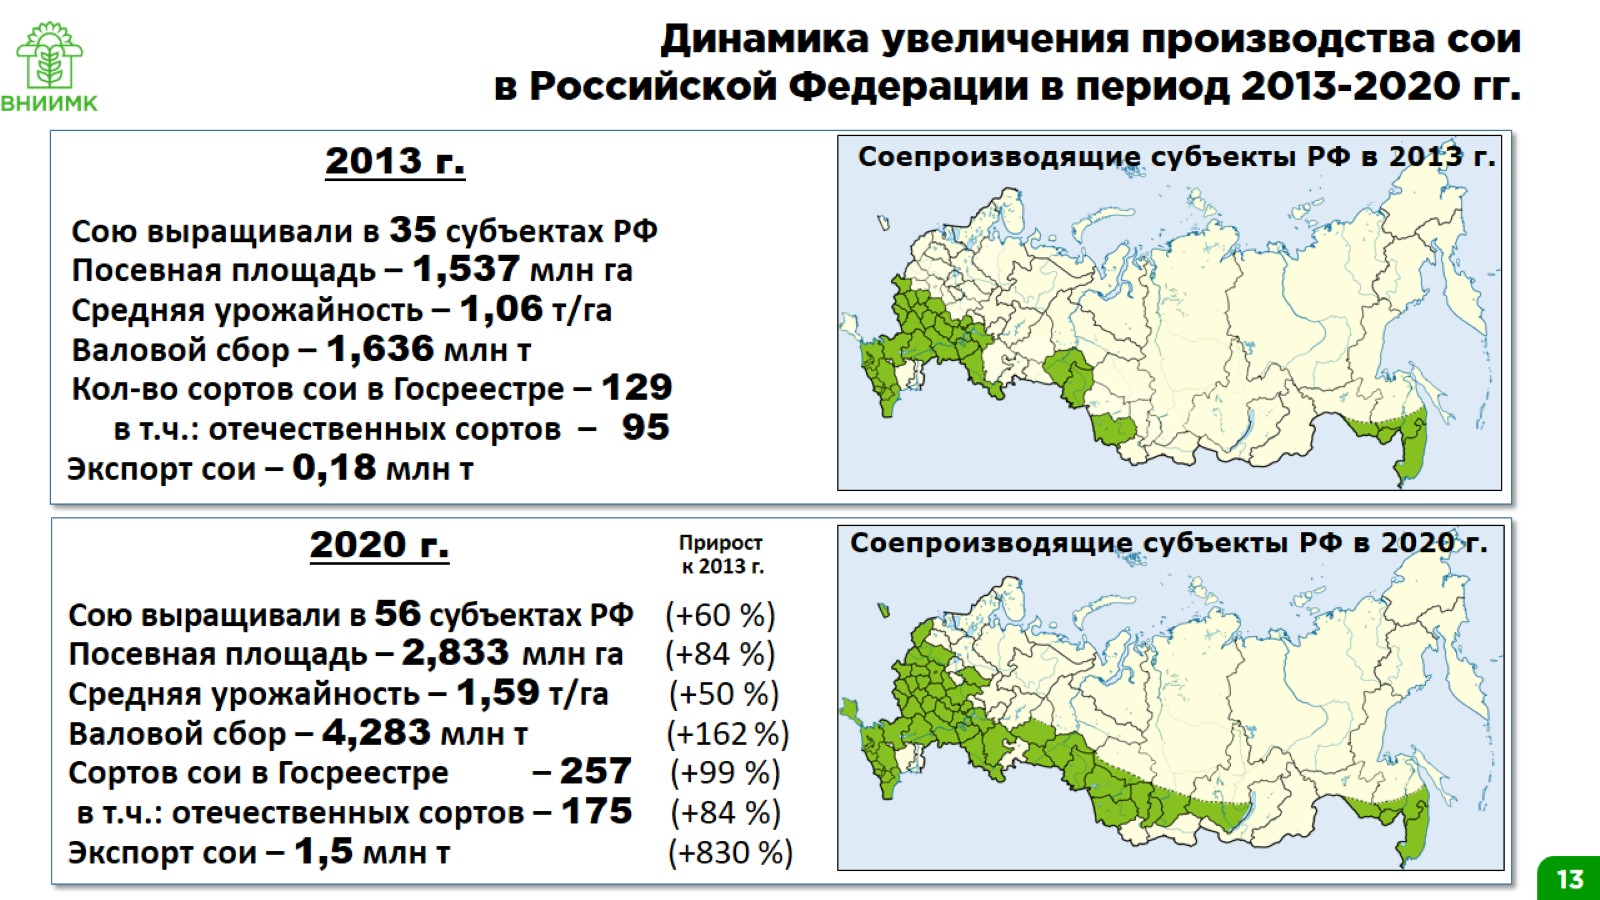 ВНИИМК
Динамика увеличения производства сои
в Российской Федерации в период 2013-2020 гг.
2013 г.
Сою выращивали в 35 субъектах РФ
Посевная площадь – 1,537 млн га
Средняя урожайность – 1,06 т/га
Валовой сбор – 1,636 млн т
Кол-во сортов сои в Госреестре – 129
в т.ч.: отечественных сортов – 95
Экспорт сои – 0,18 млн т
Соепроизводящие субъекты РФ в 2013 г.
2020 г.
Прирост
к 2013 г.
Сою выращивали в 56 субъектах РФ (+60 %)
Посевная площадь – 2,833 млн га (+84 %)
Средняя урожайность – 1,59 т/га (+50 %)
Валовой сбор – 4,283 млн т (+162 %)
Сортов сои в Госреестре – 257 (+99 %)
в т.ч.: отечественных сортов – 175 (+84 %)
Экспорт сои – 1,5 млн т (+830 %)
Соепроизводящие субъекты РФ в 2020 г.
13